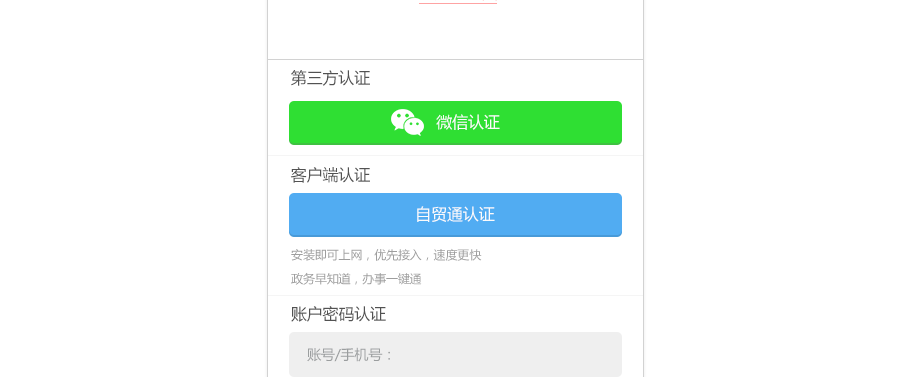 第三方认证
微信认证
客户端认证
自贸通认证
安装即可上网，优先接入，速度更快
政务早知道，办事一键通
账户密码认证
账号/手机号：